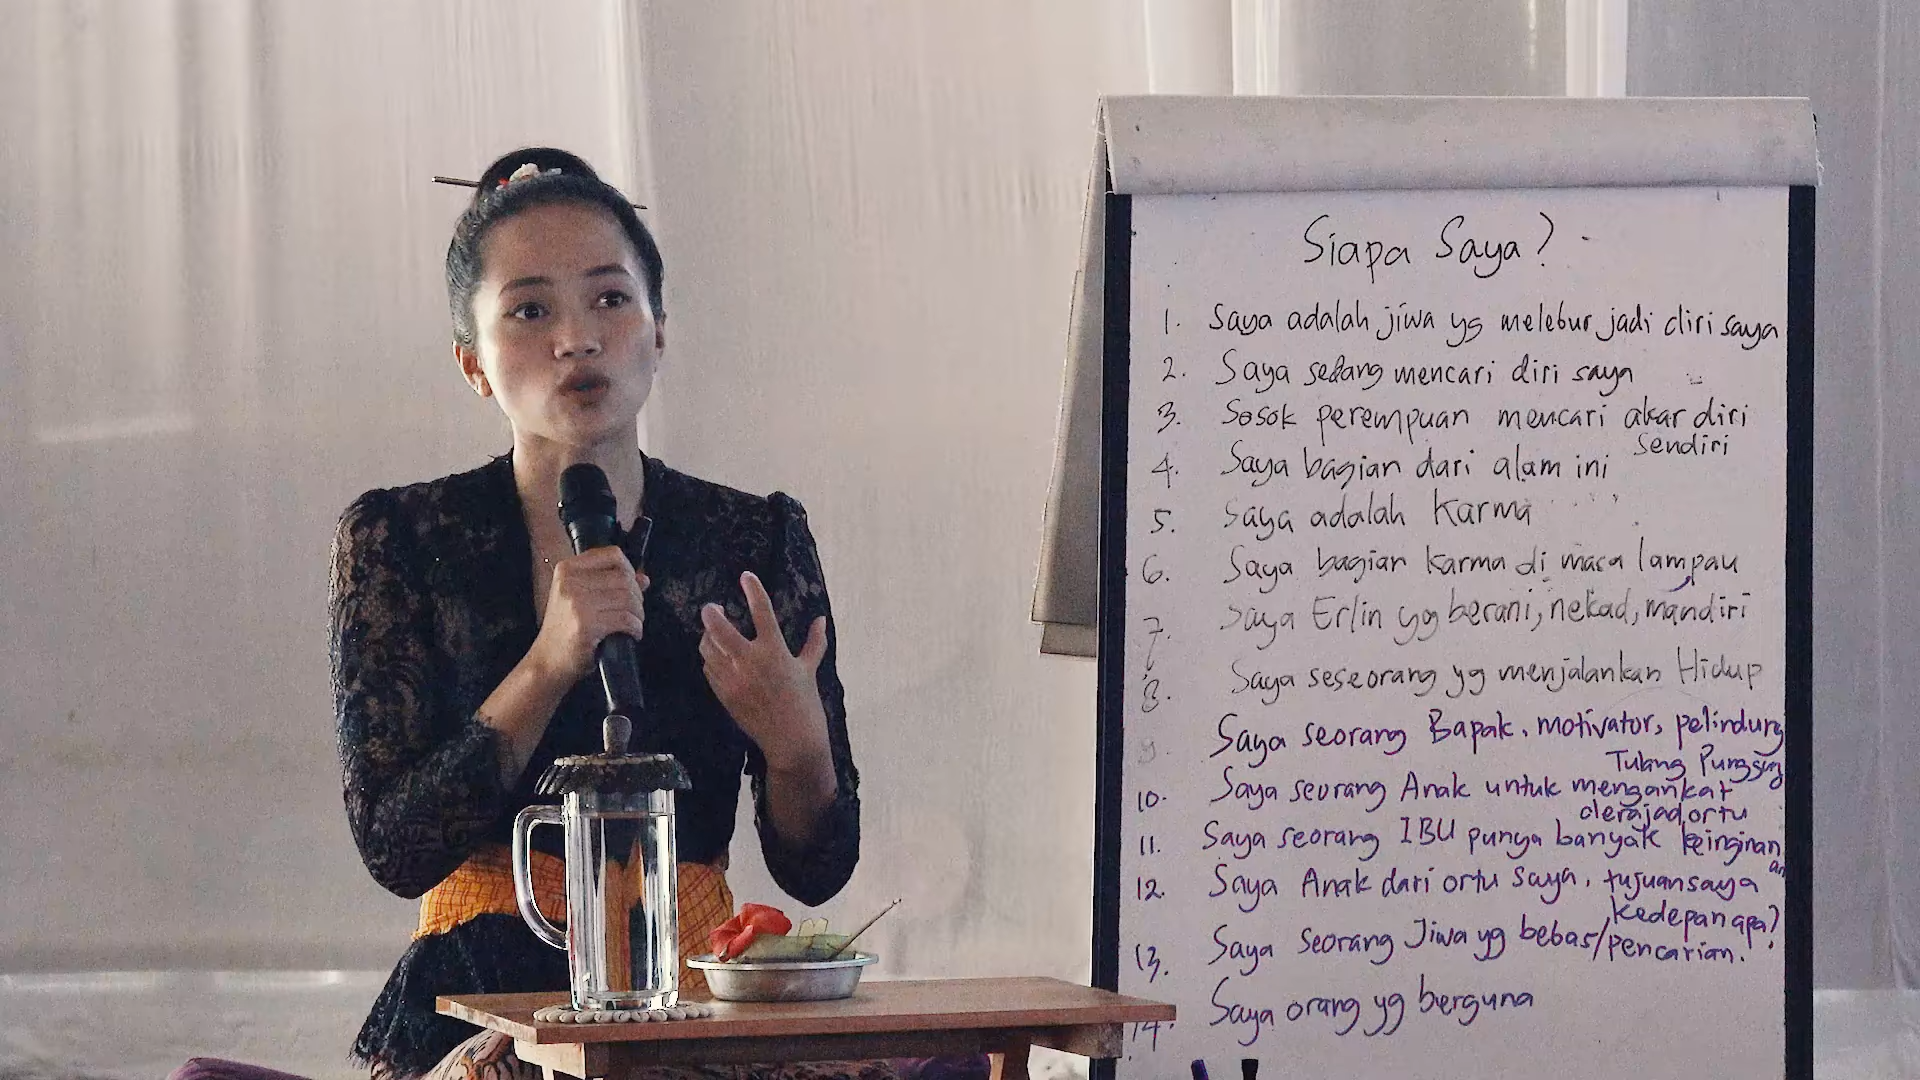 Siapa Saya?
1. Saya adalah jiwa yg melebur jadi diri saya
2. Saya sedang mencari diri saya
3. Sosok perempuan mencari akar diri
sendiri
4. Saya bagian dari alam ini
5. Saya adalah Karma
6. Saya bagian karma di masa lampau
7. Saya Erlin yg berani, nekad, mandiri
8. Saya seseorang yg menjalankan Hidup
9. Saya seorang Bapak, motivator, pelindung
Tulang Punggung
10. Saya seorang Anak untuk mengankat
derajad ortu
11. Saya seorang IBU punya banyak keinginan
an
12. Saya Anak dari ortu saya, tujuan saya
kedepan apa?
13. Saya seorang Jiwa yg bebas/pencarian.
14. Saya orang yg berguna